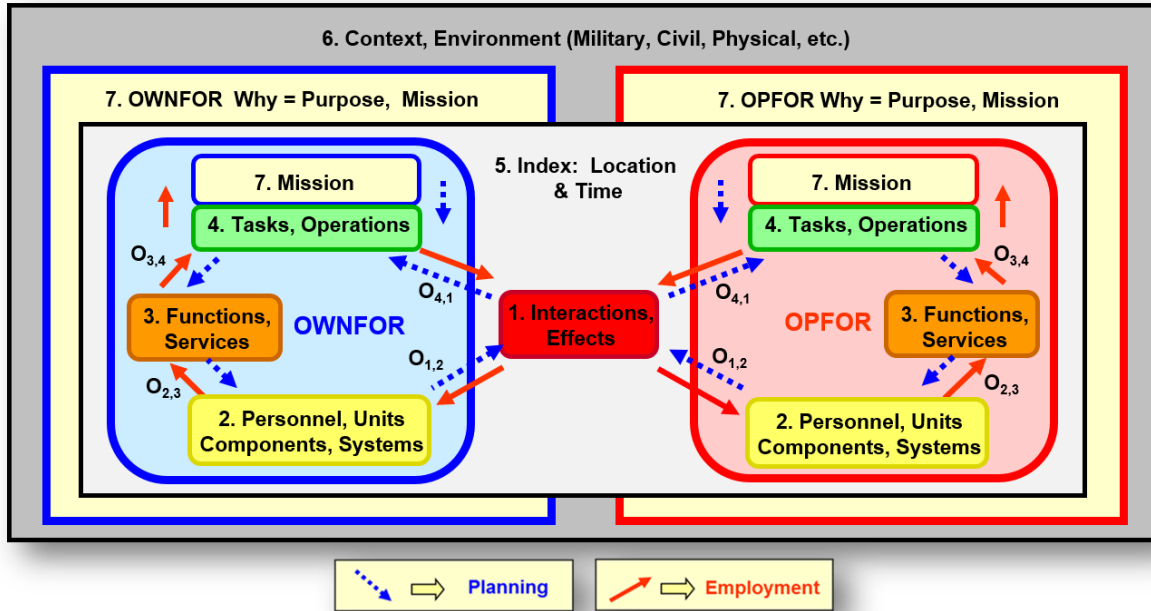 6. Context, Environment (Military, Civil, Physical, etc.)
7. OWNFOR Why = Purpose, Mission
7. OPFOR Why = Purpose, Mission
5. Index: Location
& Time
7. Mission
4. Tasks, Operations
O3,4
3. Functions,
Services
OWNFOR
O4,1
O1,2
O2,3
2. Personnel, Units
Components, Systems
1. Interactions,
Effects
7. Mission
4. Tasks, Operations
O3,4
O4,1
OPFOR
3. Functions,
Services
O1,2
O2,3
2. Personnel, Units
Components, Systems
Planning
Employment